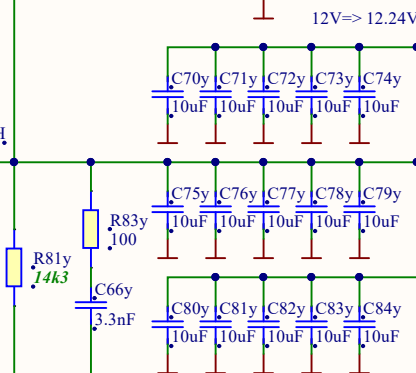 12V=> 12.24V
C70y C71y C72y C73y C74y
10uF 10uF 10uF 10uF 10uF
H
C75y C76y C77y C78y C79y
10uF 10uF 10uF 10uF 10uF
R83y
100
R81y
14k3
C66y
3.3nF
C80y C81y C82y C83y C84y
10uF 10uF 10uF 10uF 10uF